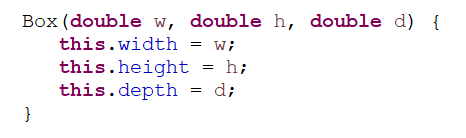 Box(double w, double h, double d) {
this.width = w;
this.height = h;
this.depth = d;
}